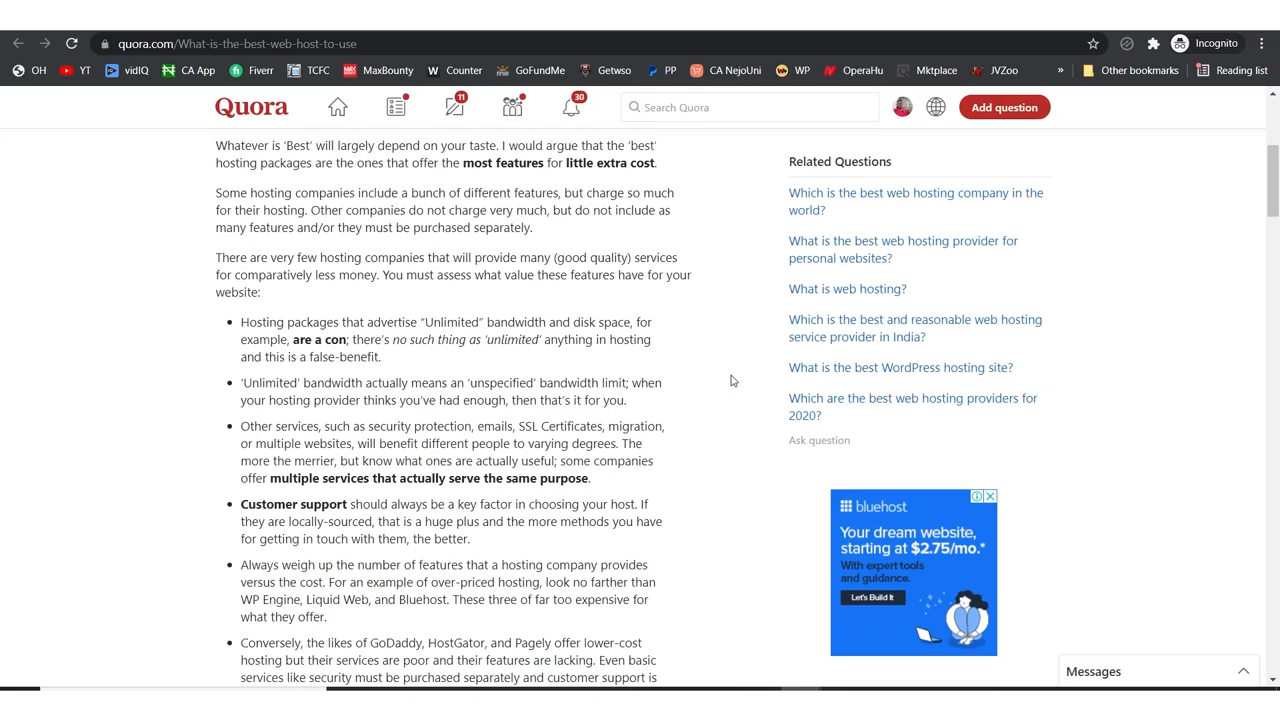 quora.com/What-is-the-best-web-host-to-use
Incognito
OH
YT
vidIQ
CA App
Fiverr
TCFC
MaxBounty
Counter
GoFundMe
Getwso
PP
CA NejoUni
WP
OperaHu
Mktplace
JVZoo
»
Other bookmarks
Reading list
Quora
11
30
Search Quora
Add question
Whatever is ‘Best’ will largely depend on your taste. I would argue that the ‘best’
hosting packages are the ones that offer the most features for little extra cost.
Some hosting companies include a bunch of different features, but charge so much
for their hosting. Other companies do not charge very much, but do not include as
many features and/or they must be purchased separately.
There are very few hosting companies that will provide many (good quality) services
for comparatively less money. You must assess what value these features have for your
website:
• Hosting packages that advertise “Unlimited” bandwidth and disk space, for
example, are a con; there’s no such thing as ‘unlimited’ anything in hosting
and this is a false-benefit.
• ‘Unlimited’ bandwidth actually means an ‘unspecified’ bandwidth limit; when
your hosting provider thinks you’ve had enough, then that’s it for you.
• Other services, such as security protection, emails, SSL Certificates, migration,
or multiple websites, will benefit different people to varying degrees. The
more the merrier, but know what ones are actually useful; some companies
offer multiple services that actually serve the same purpose.
• Customer support should always be a key factor in choosing your host. If
they are locally-sourced, that is a huge plus and the more methods you have
for getting in touch with them, the better.
• Always weigh up the number of features that a hosting company provides
versus the cost. For an example of over-priced hosting, look no farther than
WP Engine, Liquid Web, and Bluehost. These three of far too expensive for
what they offer.
• Conversely, the likes of GoDaddy, HostGator, and Pagely offer lower-cost
hosting but their services are poor and their features are lacking. Even basic
services like security must be purchased separately and customer support is
Related Questions
Which is the best web hosting company in the
world?
What is the best web hosting provider for
personal websites?
What is web hosting?
Which is the best and reasonable web hosting
service provider in India?
What is the best WordPress hosting site?
Which are the best web hosting providers for
2020?
Ask question
bluehost
Your dream website,
starting at $2.75/mo.*
With expert tools
and guidance.
Let's Build It
Messages